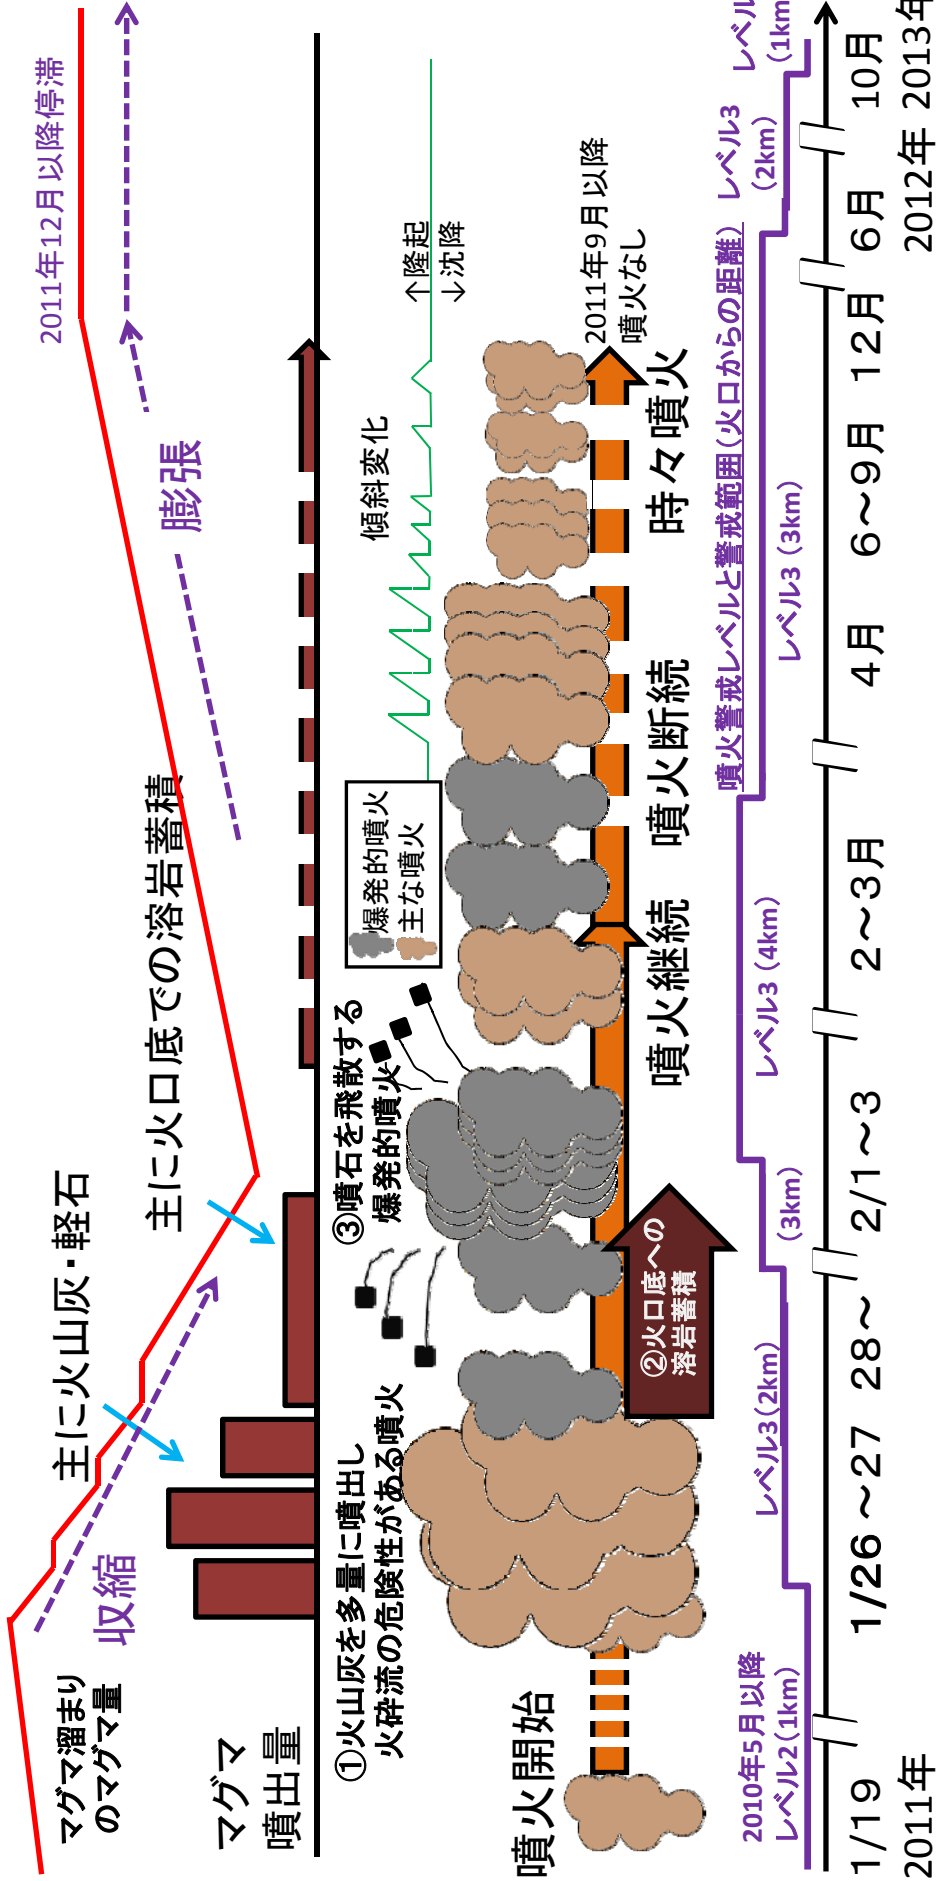 マグマ溜まり
のマグマ量
収縮
膨張
2011年12月以降停滞
マグマ
噴出量
主に火山灰・軽石
主に火口底での溶岩蓄積
①火山灰を多量に噴出し
火砕流の危険性がある噴火
③噴石を飛散する
爆発的噴火
爆発的噴火
主な噴火
傾斜変化
↑隆起
↓沈降
噴火開始
②火口底への
溶岩蓄積
噴火継続
噴火断続
時々噴火
2011年9月以降
噴火なし
噴火警戒レベルと警戒範囲(火口からの距離)
2010年5月以降
レベル2(1km)
レベル3(2km)
(3km)
レベル3(4km)
レベル3(3km)
レベル3
(2km)
レベル
(1km
1/19 1/26 ~27 28~ 2/1~3 2~3月 4月 6~9月 12月 6月 10月
2011年 2012年 2013年